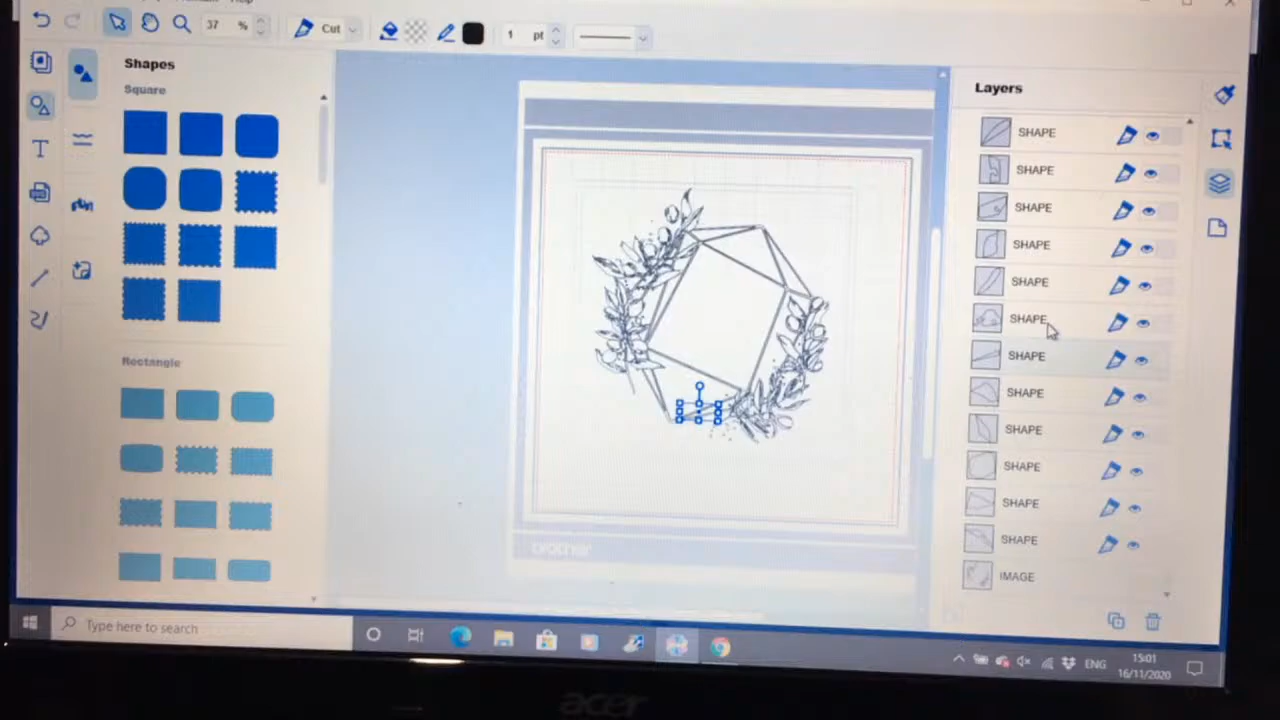 37 %
Cut
1 pt
Shapes
Square
Rectangle
Layers
SHAPE
SHAPE
SHAPE
SHAPE
SHAPE
SHAPE
SHAPE
SHAPE
SHAPE
SHAPE
SHAPE
SHAPE
IMAGE
brother
Type here to search
ENG
15:01
16/11/2020
acer